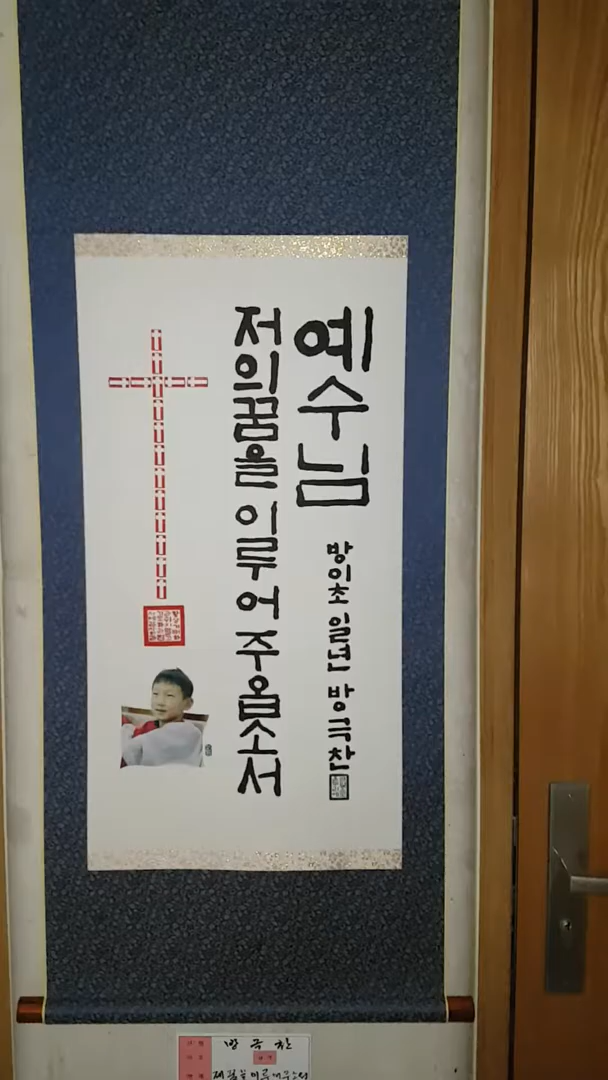 예수님
방이초 일년 방극찬
저의꿈을 이루어 주옵소서
방극찬